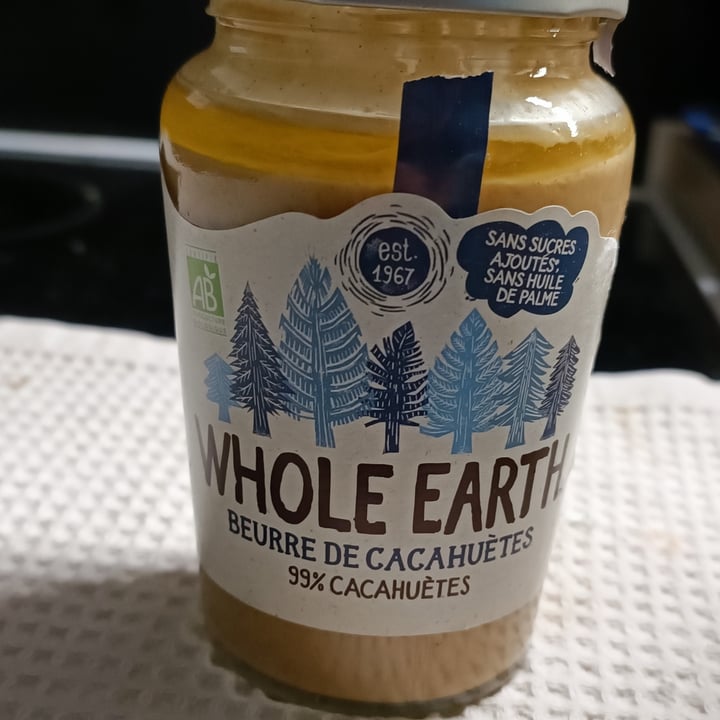 est.
1967
SANS SUCRES
AJOUTÉS*,
SANS HUILE
DE PALME
AB
WHOLE EARTH
BEURRE DE CACAHUÈTES
99% CACAHUÈTES